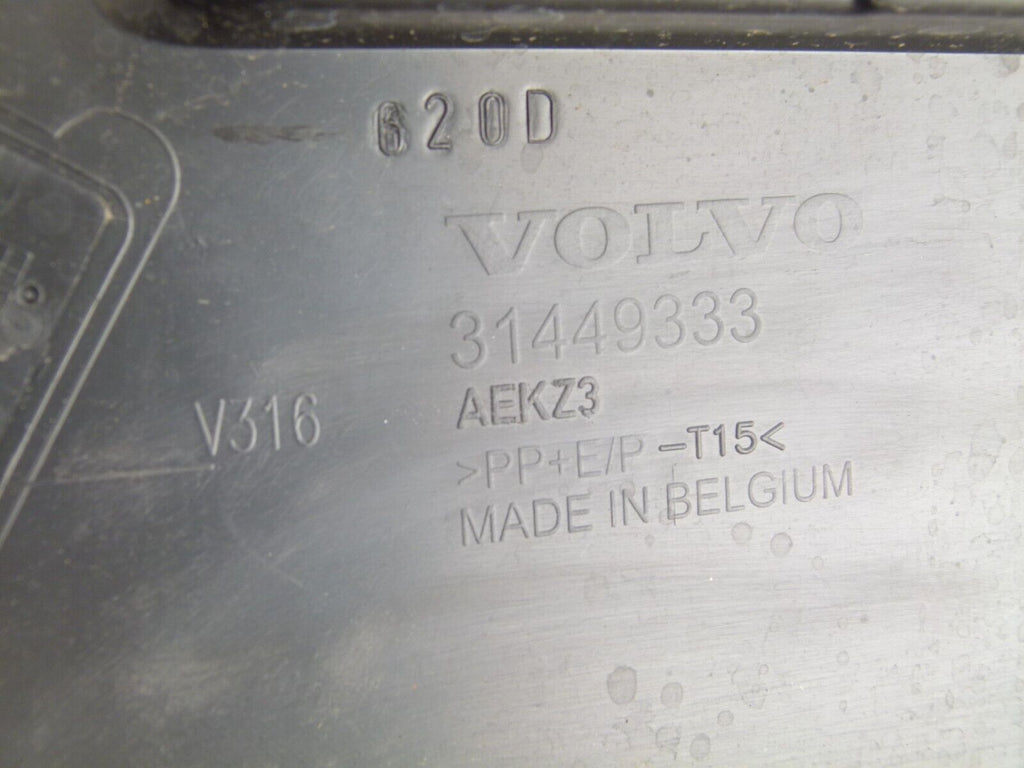 620D
VOLVO
31449333
AEKZ3
V316
>PP+E/P -T15<
MADE IN BELGIUM